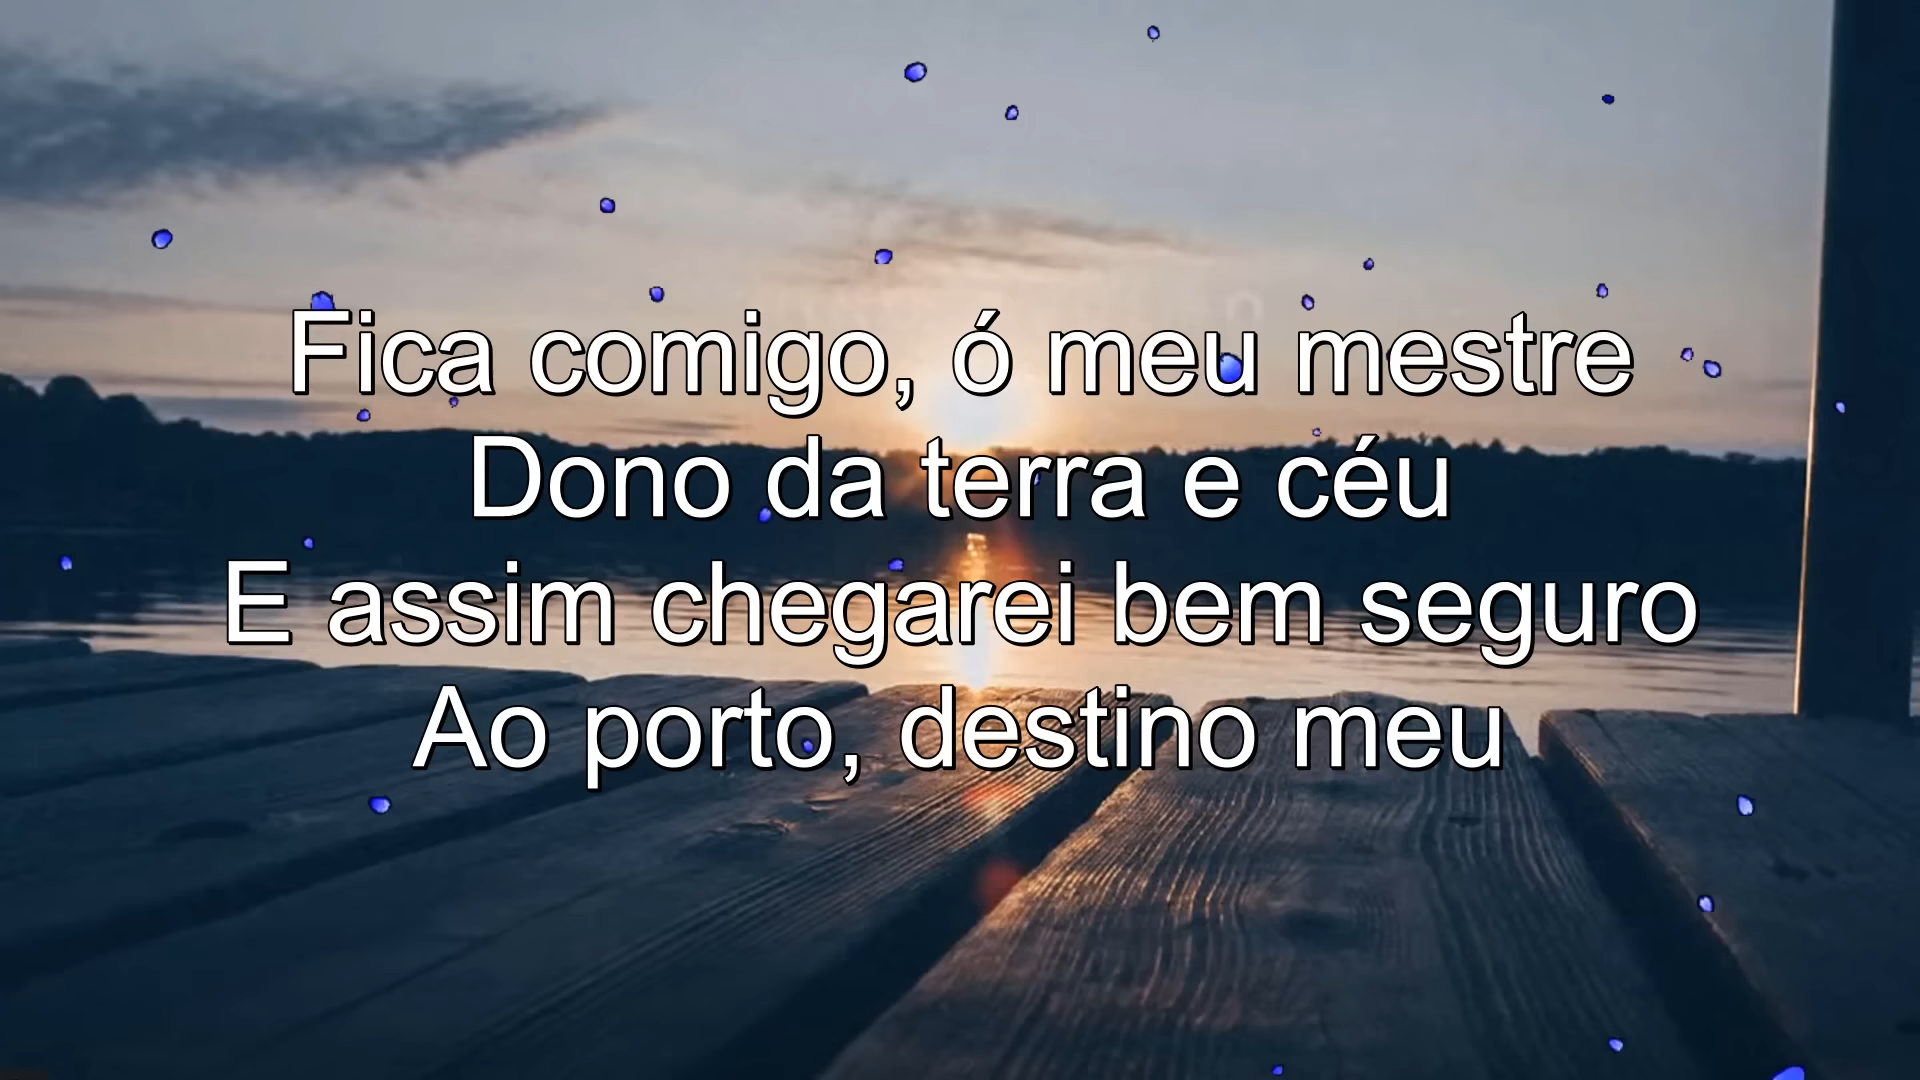 Fica comigo, ó meu mestre
Dono da terra e céu
E assim chegarei bem seguro
Ao porto, destino meu